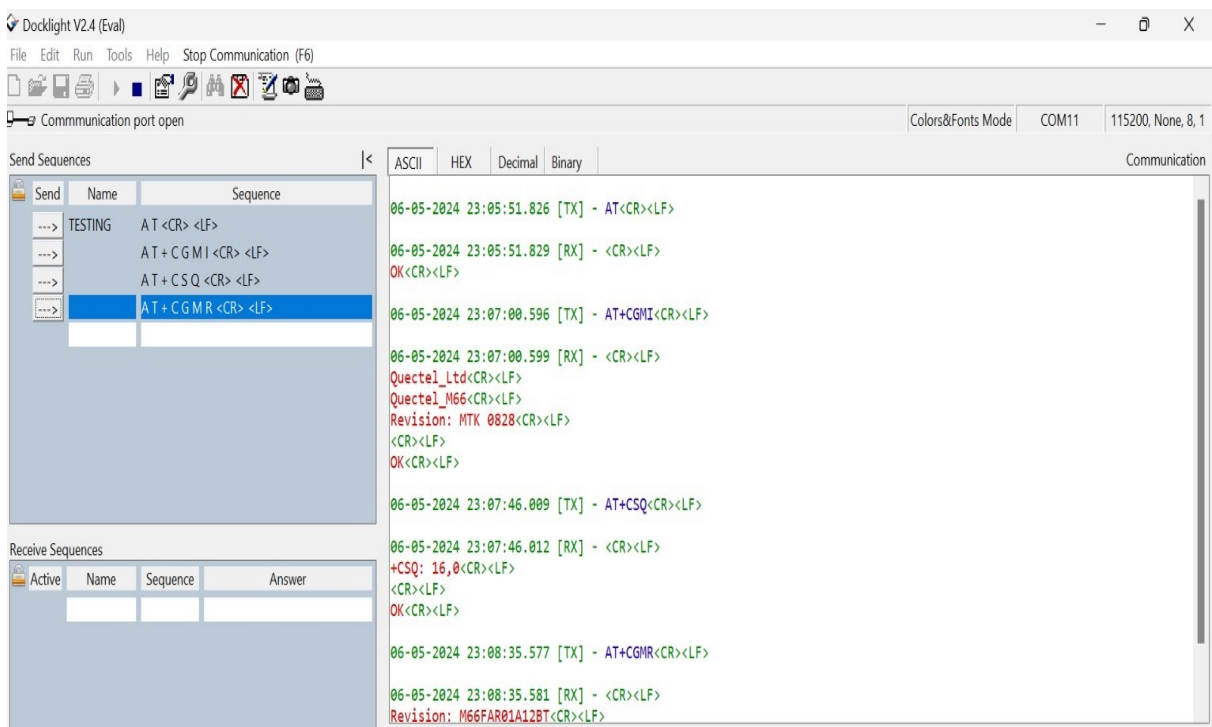 Docklight V2.4 (Eval)
File Edit Run Tools Help Stop Communication (F6)
Commmunication port open
Colors&Fonts Mode COM11 115200, None, 8, 1
Send Sequences
Send Name Sequence
---> TESTING A T <CR> <LF>
---> A T + C G M I <CR> <LF>
---> A T + C S Q <CR> <LF>
---> A T + C G M R <CR> <LF>
Receive Sequences
Active Name Sequence Answer
ASCII HEX Decimal Binary
Communication
06-05-2024 23:05:51.826 [TX] - AT<CR><LF>
06-05-2024 23:05:51.829 [RX] - <CR><LF>
OK<CR><LF>
06-05-2024 23:07:00.596 [TX] - AT+CGMI<CR><LF>
06-05-2024 23:07:00.599 [RX] - <CR><LF>
Quectel_Ltd<CR><LF>
Quectel_M66<CR><LF>
Revision: MTK 0828<CR><LF>
<CR><LF>
OK<CR><LF>
06-05-2024 23:07:46.009 [TX] - AT+CSQ<CR><LF>
06-05-2024 23:07:46.012 [RX] - <CR><LF>
+CSQ: 16,0<CR><LF>
<CR><LF>
OK<CR><LF>
06-05-2024 23:08:35.577 [TX] - AT+CGMR<CR><LF>
06-05-2024 23:08:35.581 [RX] - <CR><LF>
Revision: M66FAR01A12BT<CR><LF>